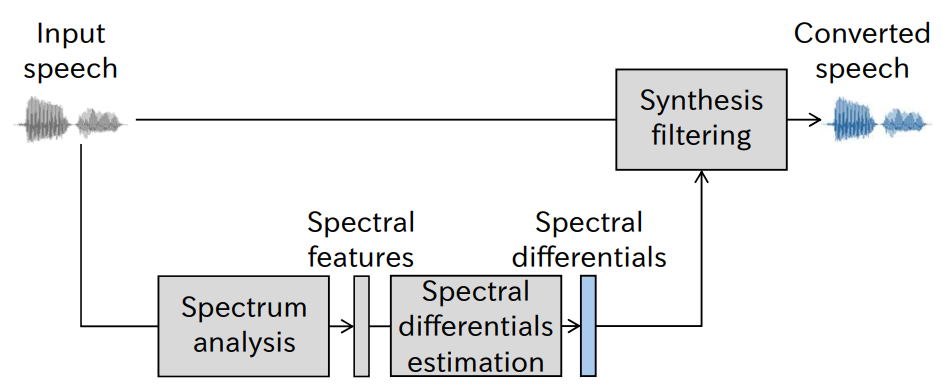 Input
speech
Converted
speech
Synthesis
filtering
Spectral
features
Spectral
differentials
Spectrum
analysis
Spectral
differentials
estimation